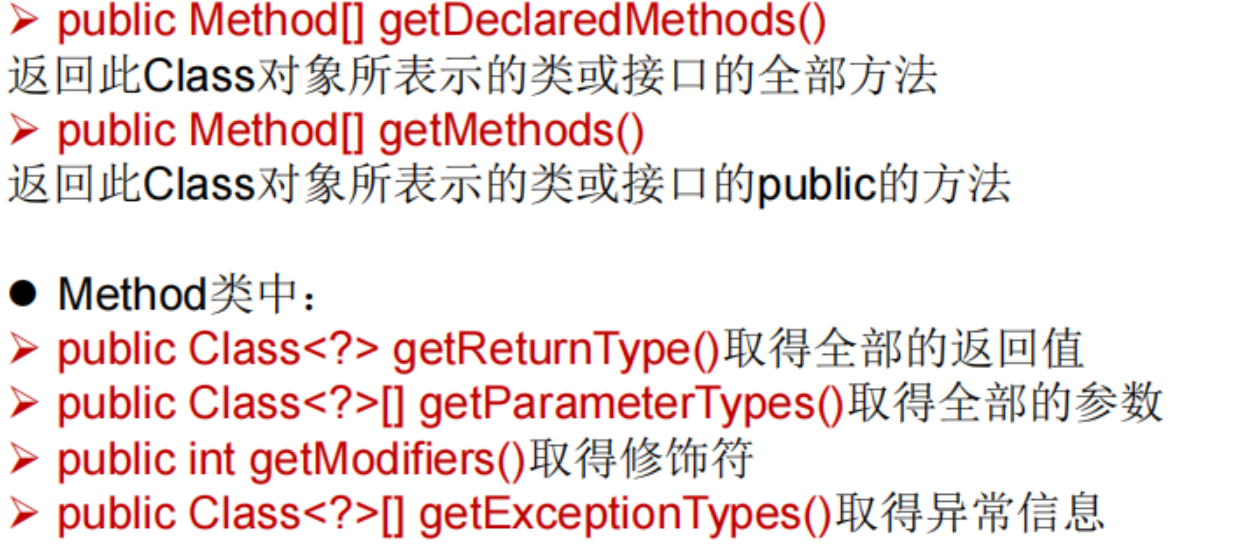 ➢ public Method[] getDeclaredMethods()
返回此Class对象所表示的类或接口的全部方法
➢ public Method[] getMethods()
返回此Class对象所表示的类或接口的public的方法
● Method类中：
➢ public Class<?> getReturnType()取得全部的返回值
➢ public Class<?>[] getParameterTypes()取得全部的参数
➢ public int getModifiers()取得修饰符
➢ public Class<?>[] getExceptionTypes()取得异常信息